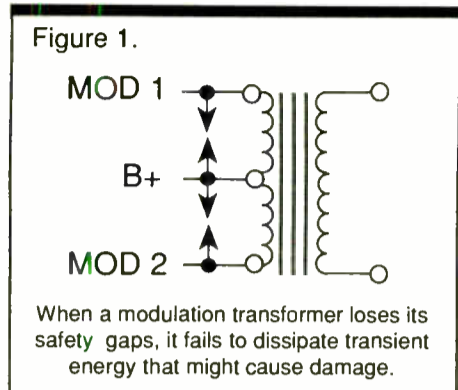 Figure 1.
MOD 1
B+
MOD 2
When a modulation transformer loses its
safety gaps, it fails to dissipate transient
energy that might cause damage.